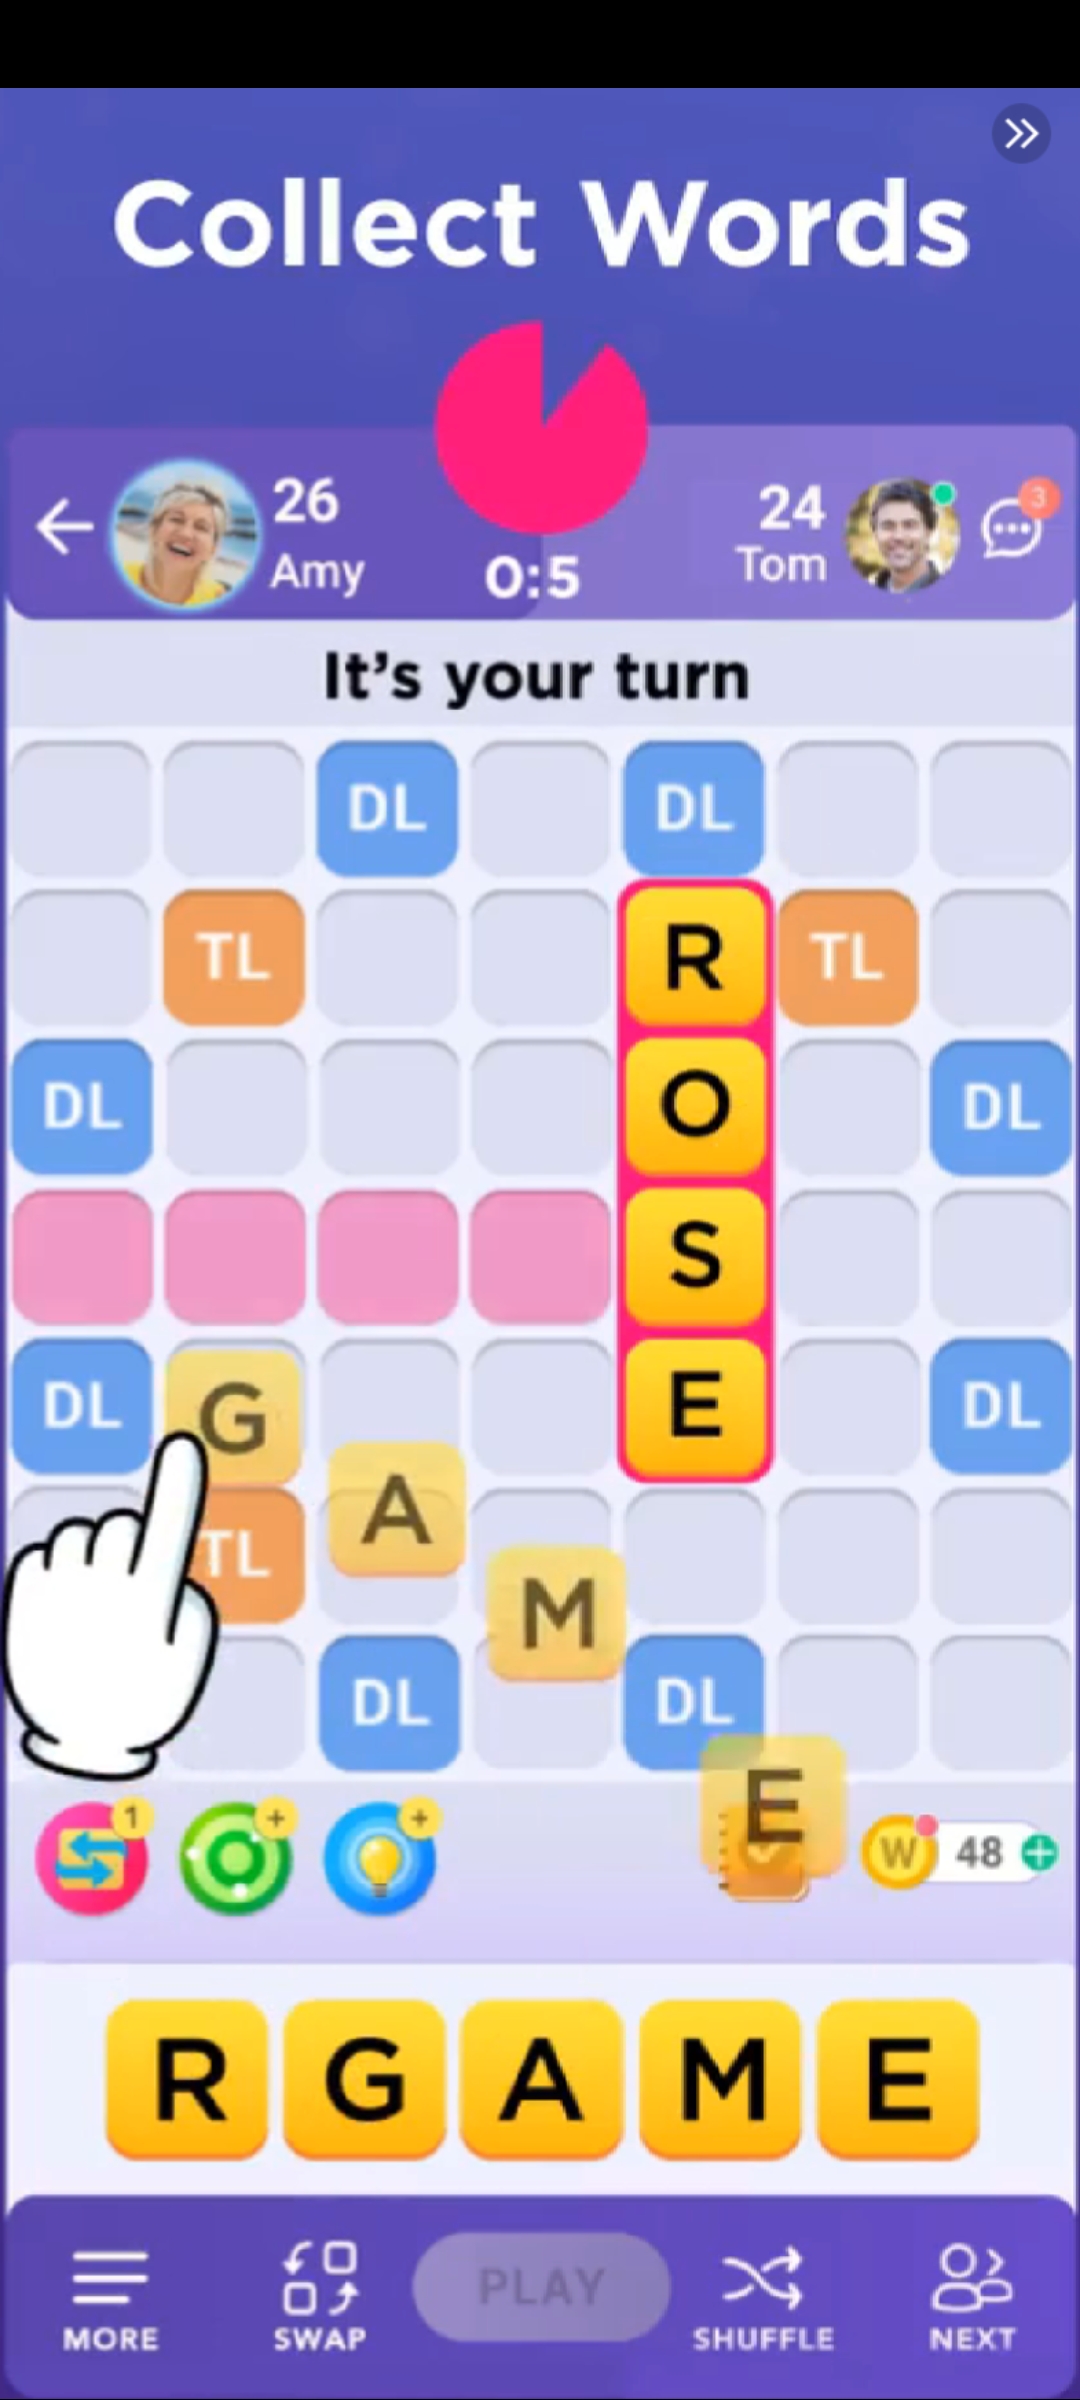 Collect Words
26
Amy
0:5
24
Tom
3
It's your turn
DL DL
TL R TL
DL O DL
S
DL G E DL
A
TL M
DL DL
E
1 + + W 48 +
R G A M E
PLAY
MORE SWAP SHUFFLE NEXT